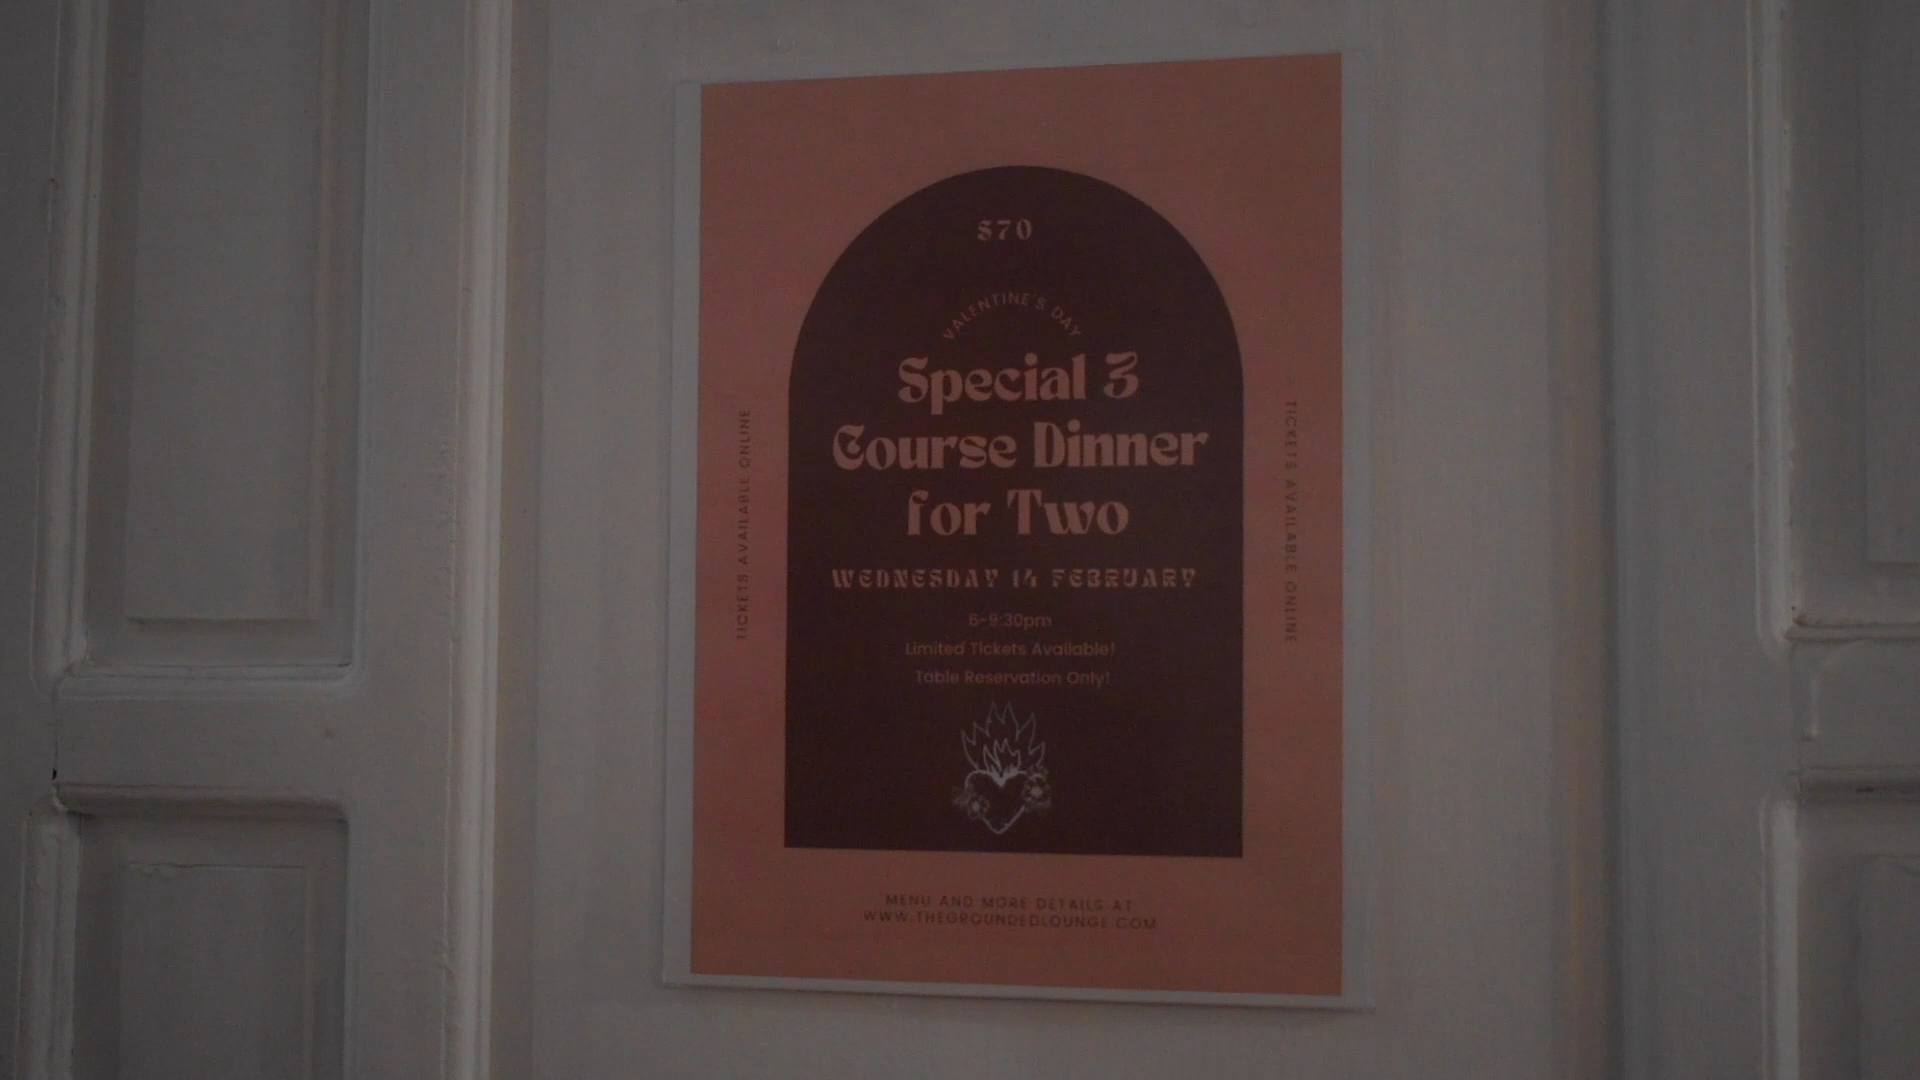 $70
VALENTINE'S DAY
Special 3
Course Dinner
for Two
WEDNESDAY 14 FEBRUARY
6-9:30pm
Limited Tickets Available!
Table Reservation Only!
TICKETS AVAILABLE ONLINE
TICKETS AVAILABLE ONLINE
MENU AND MORE DETAILS AT
WWW.THEGROUNDEDLOUNGE.COM